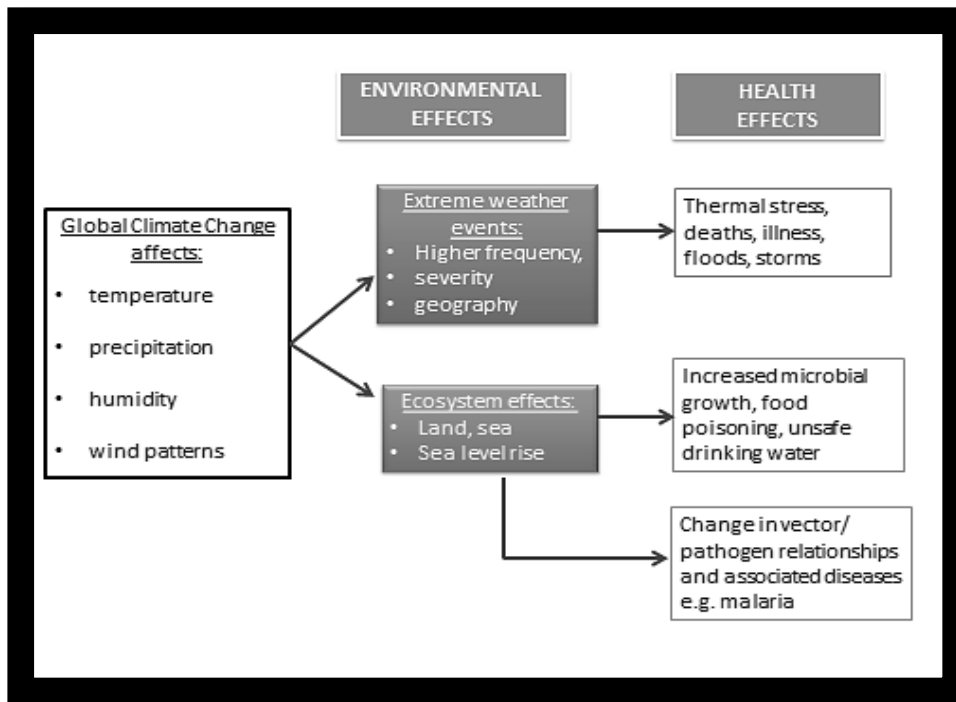 ENVIRONMENTAL
EFFECTS
HEALTH
EFFECTS
Global Climate Change
affects:
• temperature
• precipitation
• humidity
• wind patterns
Extreme weather
events:
• Higher frequency,
• severity
• geography
Thermal stress,
deaths, illness,
floods, storms
Ecosystem effects:
• Land, sea
• Sea level rise
Increased microbial
growth, food
poisoning, unsafe
drinking water
Change in vector/
pathogen relationships
and associated diseases
e.g. malaria